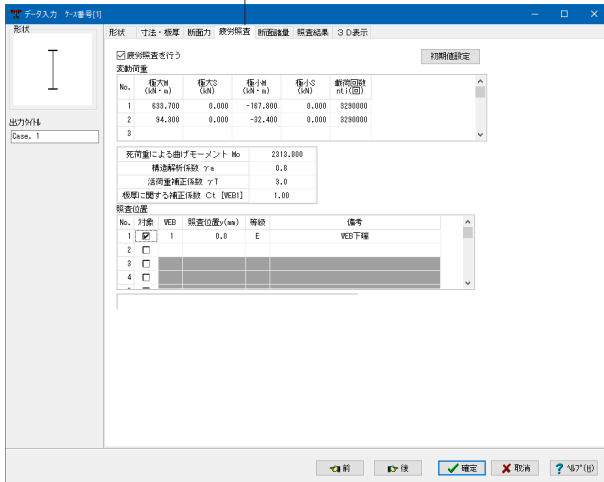 データ入力 ケース番号[1]
形状
形状 寸法・板厚 断面力 疲労照査 断面諸量 照査結果 3D表示
疲労照査を行う
初期値設定
変動荷重
No. 極大M (kN・m) 極大S (kN) 極小M (kN・m) 極小S (kN) 載荷回数 nti(回)
1 633.700 0.000 -167.800 0.000 3290000
2 94.300 0.000 -32.400 0.000 3290000
3
出力タイトル
Case. 1
死荷重による曲げモーメント Mo 2313.800
構造解析係数 γa 0.8
活荷重補正係数 γT 3.0
板厚に関する補正係数 Ct [WEB1] 1.00
照査位置
No. 対象 WEB 照査位置y(mm) 等級 備考
1 1 0.0 E WEB下端
2
3
4
前 後 確定 取消 ヘルプ(H)